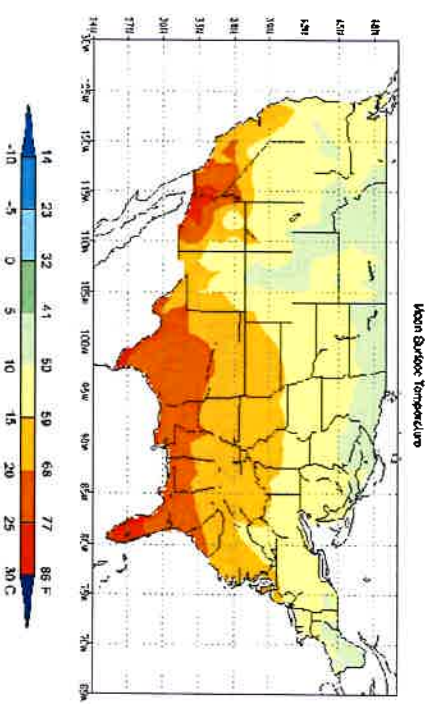 Mean Surface Temperature
48N
45N
42N
39N
36N
33N
30N
27N
24N
130W 125W 120W 115W 110W 105W 100W 95W 90W 85W 80W 75W 70W 65W
14 23 32 41 50 59 68 77 86 F
-10 -5 0 5 10 15 20 25 30 C